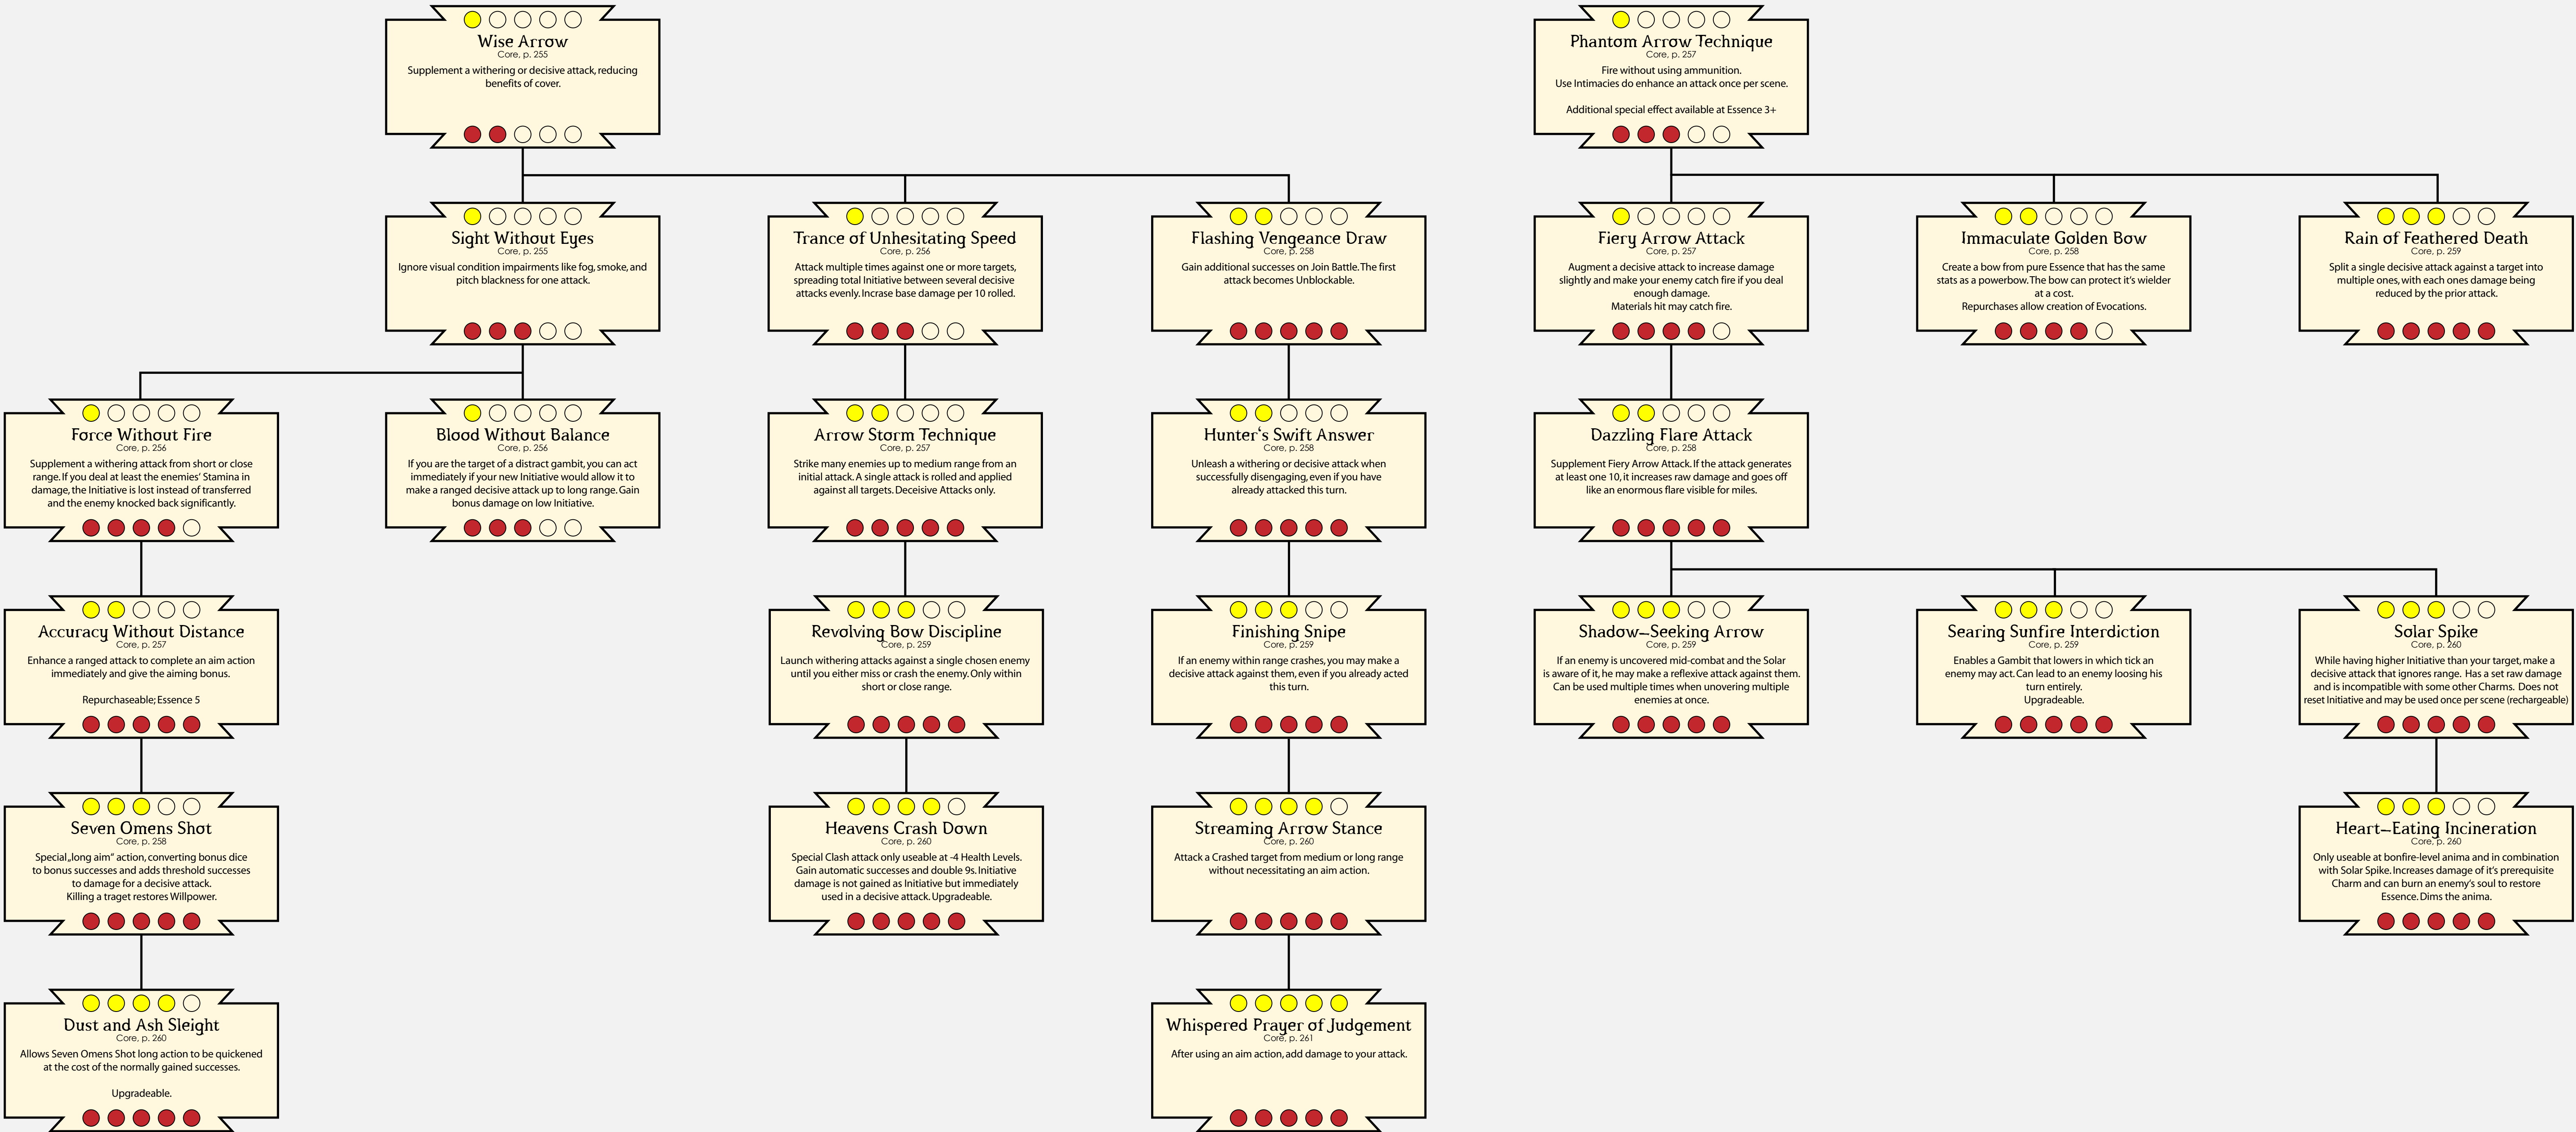 Wise Arrow
Core, p. 255
Supplement a withering or decisive attack, reducing
benefits of cover.
Phantom Arrow Technique
Core, p. 257
Fire without using ammunition.
Use Intimacies do enhance an attack once per scene.
Additional special effect available at Essence 3+
Sight Without Eyes
Core, p. 255
Ignore visual condition impairments like fog, smoke, and
pitch blackness for one attack.
Trance of Unhesitating Speed
Core, p. 256
Attack multiple times against one or more targets,
spreading total Initiative between several decisive
attacks evenly. Incrase base damage per 10 rolled.
Flashing Vengeance Draw
Core, p. 258
Gain additional successes on Join Battle. The first
attack becomes Unblockable.
Fiery Arrow Attack
Core, p. 257
Augment a decisive attack to increase damage
slightly and make your enemy catch fire if you deal
enough damage.
Materials hit may catch fire.
Immaculate Golden Bow
Core, p. 258
Create a bow from pure Essence that has the same
stats as a powerbow. The bow can protect it's wielder
at a cost.
Repurchases allow creation of Evocations.
Rain of Feathered Death
Core, p. 259
Split a single decisive attack against a target into
multiple ones, with each ones damage being
reduced by the prior attack.
Force Without Fire
Core, p. 256
Supplement a withering attack from short or close
range. If you deal at least the enemies' Stamina in
damage, the Initiative is lost instead of transferred
and the enemy knocked back significantly.
Blood Without Balance
Core, p. 256
If you are the target of a distract gambit, you can act
immediately if your new Initiative would allow it to
make a ranged decisive attack up to long range. Gain
bonus damage on low Initiative.
Arrow Storm Technique
Core, p. 257
Strike many enemies up to medium range from an
initial attack. A single attack is rolled and applied
against all targets. Deceisive Attacks only.
Hunter's Swift Answer
Core, p. 258
Unleash a withering or decisive attack when
successfully disengaging, even if you have
already attacked this turn.
Dazzling Flare Attack
Core, p. 258
Supplement Fiery Arrow Attack. If the attack generates
at least one 10, it increases raw damage and goes off
like an enormous flare visible for miles.
Accuracy Without Distance
Core, p. 257
Enhance a ranged attack to complete an aim action
immediately and give the aiming bonus.
Repurchaseable; Essence 5
Revolving Bow Discipline
Core, p. 259
Launch withering attacks against a single chosen enemy
until you either miss or crash the enemy. Only within
short or close range.
Finishing Snipe
Core, p. 259
If an enemy within range crashes, you may make a
decisive attack against them, even if you already acted
this turn.
Shadow-Seeking Arrow
Core, p. 259
If an enemy is uncovered mid-combat and the Solar
is aware of it, he may make a reflexive attack against them.
Can be used multiple times when unovering multiple
enemies at once.
Searing Sunfire Interdiction
Core, p. 259
Enables a Gambit that lowers in which tick an
enemy may act. Can lead to an enemy loosing his
turn entirely.
Upgradeable.
Solar Spike
Core, p. 260
While having higher Initiative than your target, make a
decisive attack that ignores range. Has a set raw damage
and is incompatible with some other Charms. Does not
reset Initiative and may be used once per scene (rechargeable)
Seven Omens Shot
Core, p. 258
Special „long aim" action, converting bonus dice
to bonus successes and adds threshold successes
to damage for a decisive attack.
Killing a traget restores Willpower.
Heavens Crash Down
Core, p. 260
Special Clash attack only useable at -4 Health Levels.
Gain automatic successes and double 9s. Initiative
damage is not gained as Initiative but immediately
used in a decisive attack. Upgradeable.
Streaming Arrow Stance
Core, p. 260
Attack a Crashed target from medium or long range
without necessitating an aim action.
Heart-Eating Incineration
Core, p. 260
Only useable at bonfire-level anima and in combination
with Solar Spike. Increases damage of it's prerequisite
Charm and can burn an enemy's soul to restore
Essence. Dims the anima.
Dust and Ash Sleight
Core, p. 260
Allows Seven Omens Shot long action to be quickened
at the cost of the normally gained successes.
Upgradeable.
Whispered Prayer of Judgement
Core, p. 261
After using an aim action, add damage to your attack.